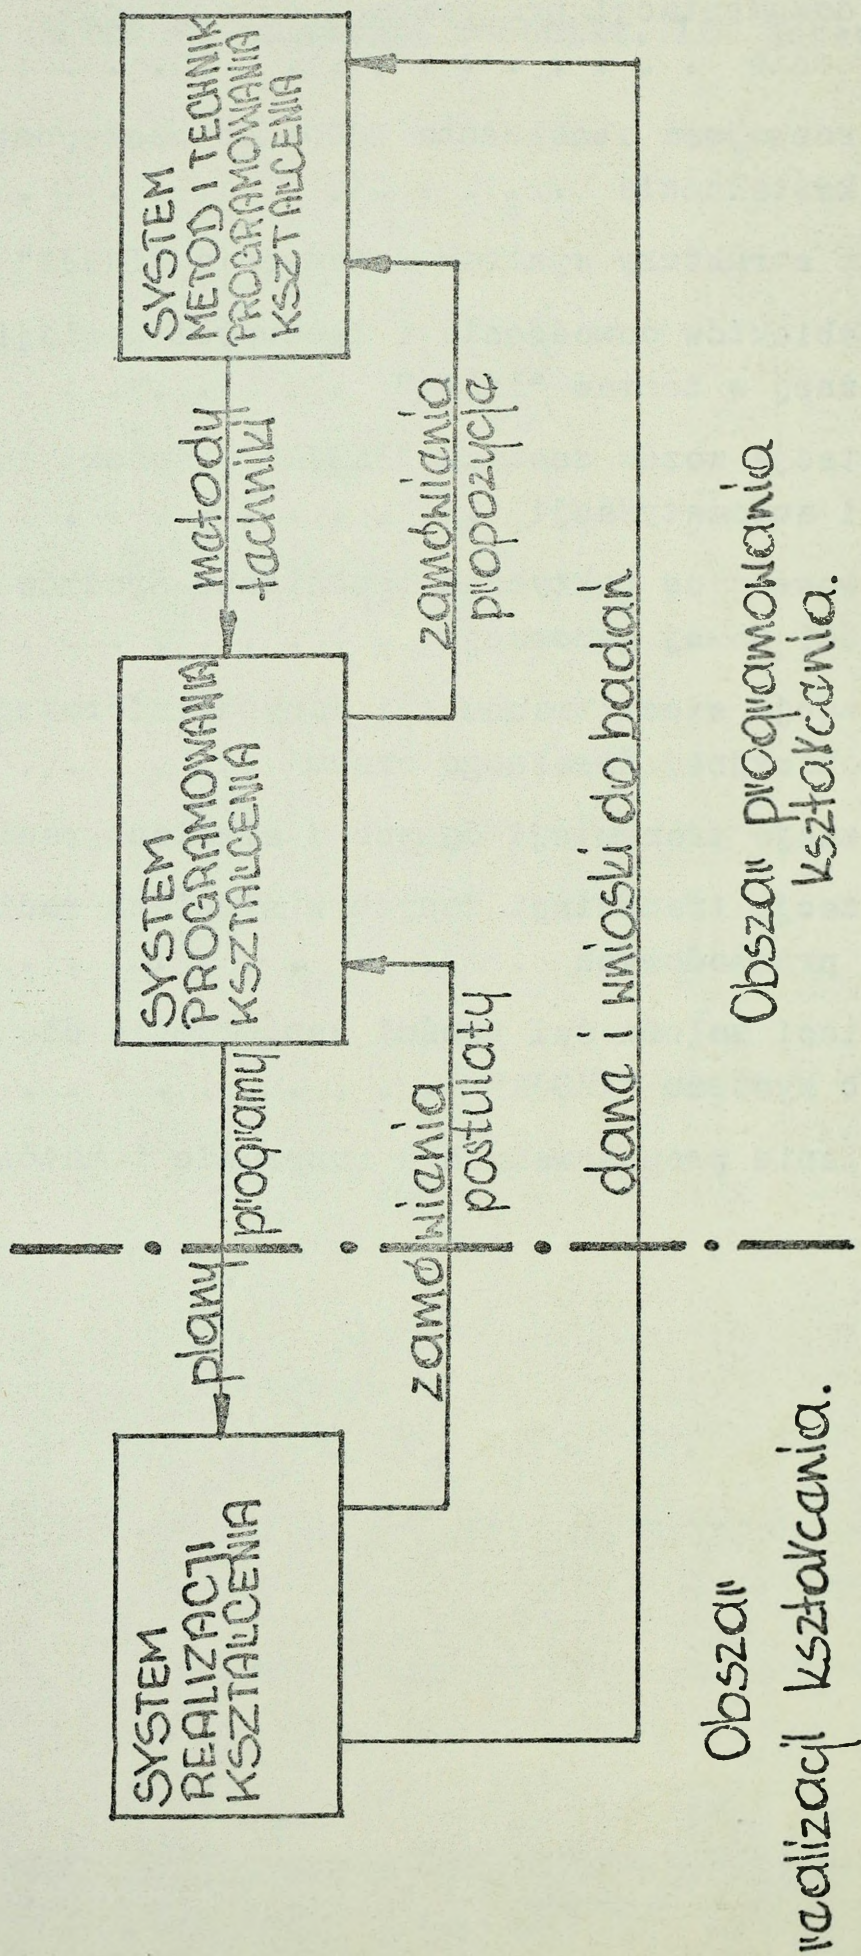 SYSTEM
REALIZACJI
KSZTAŁCENIA
plany
programy
SYSTEM
PROGRAMOWANIA
KSZTAŁCENIA
metody
techniki
SYSTEM
METOD I TECHNIK
PROGRAMOWANIA
KSZTAŁCENIA
zamówienia
postulaty
zamówienia
propozycje
dane i wnioski do badań
Obszar
realizacji kształcenia.
Obszar programowania
kształcenia.